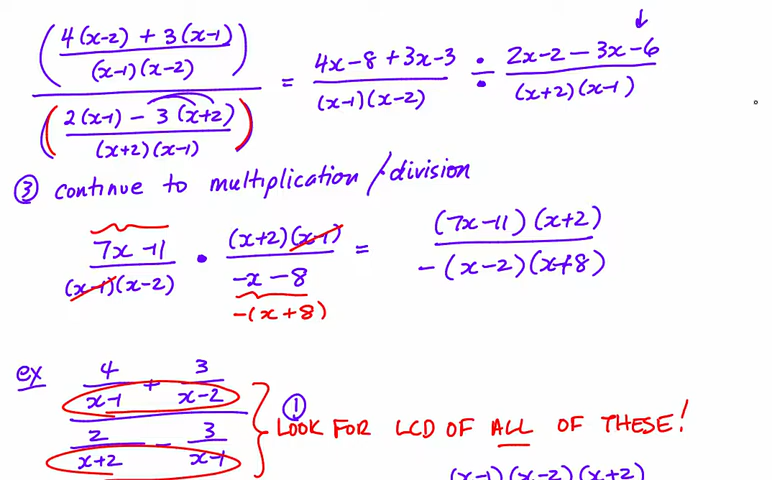 (4(x-2) + 3(x-1) / (x-1)(x-2)) / (2(x-1) - 3(x+2) / (x+2)(x-1)) = 4x-8+3x-3 / (x-1)(x-2) ÷ 2x-2-3x-6 / (x+2)(x-1)
③ continue to multiplication/division
7x-11 / (x-1)(x-2) • (x+2)(x-1) / -x-8 = (7x-11)(x+2) / -(x-2)(x+8)
-(x+8)
ex 4/x-1 + 3/x-2 / 2/x+2 - 3/x-1
① LOOK FOR LCD OF ALL OF THESE!
(x-1)(x-2)(x+2)